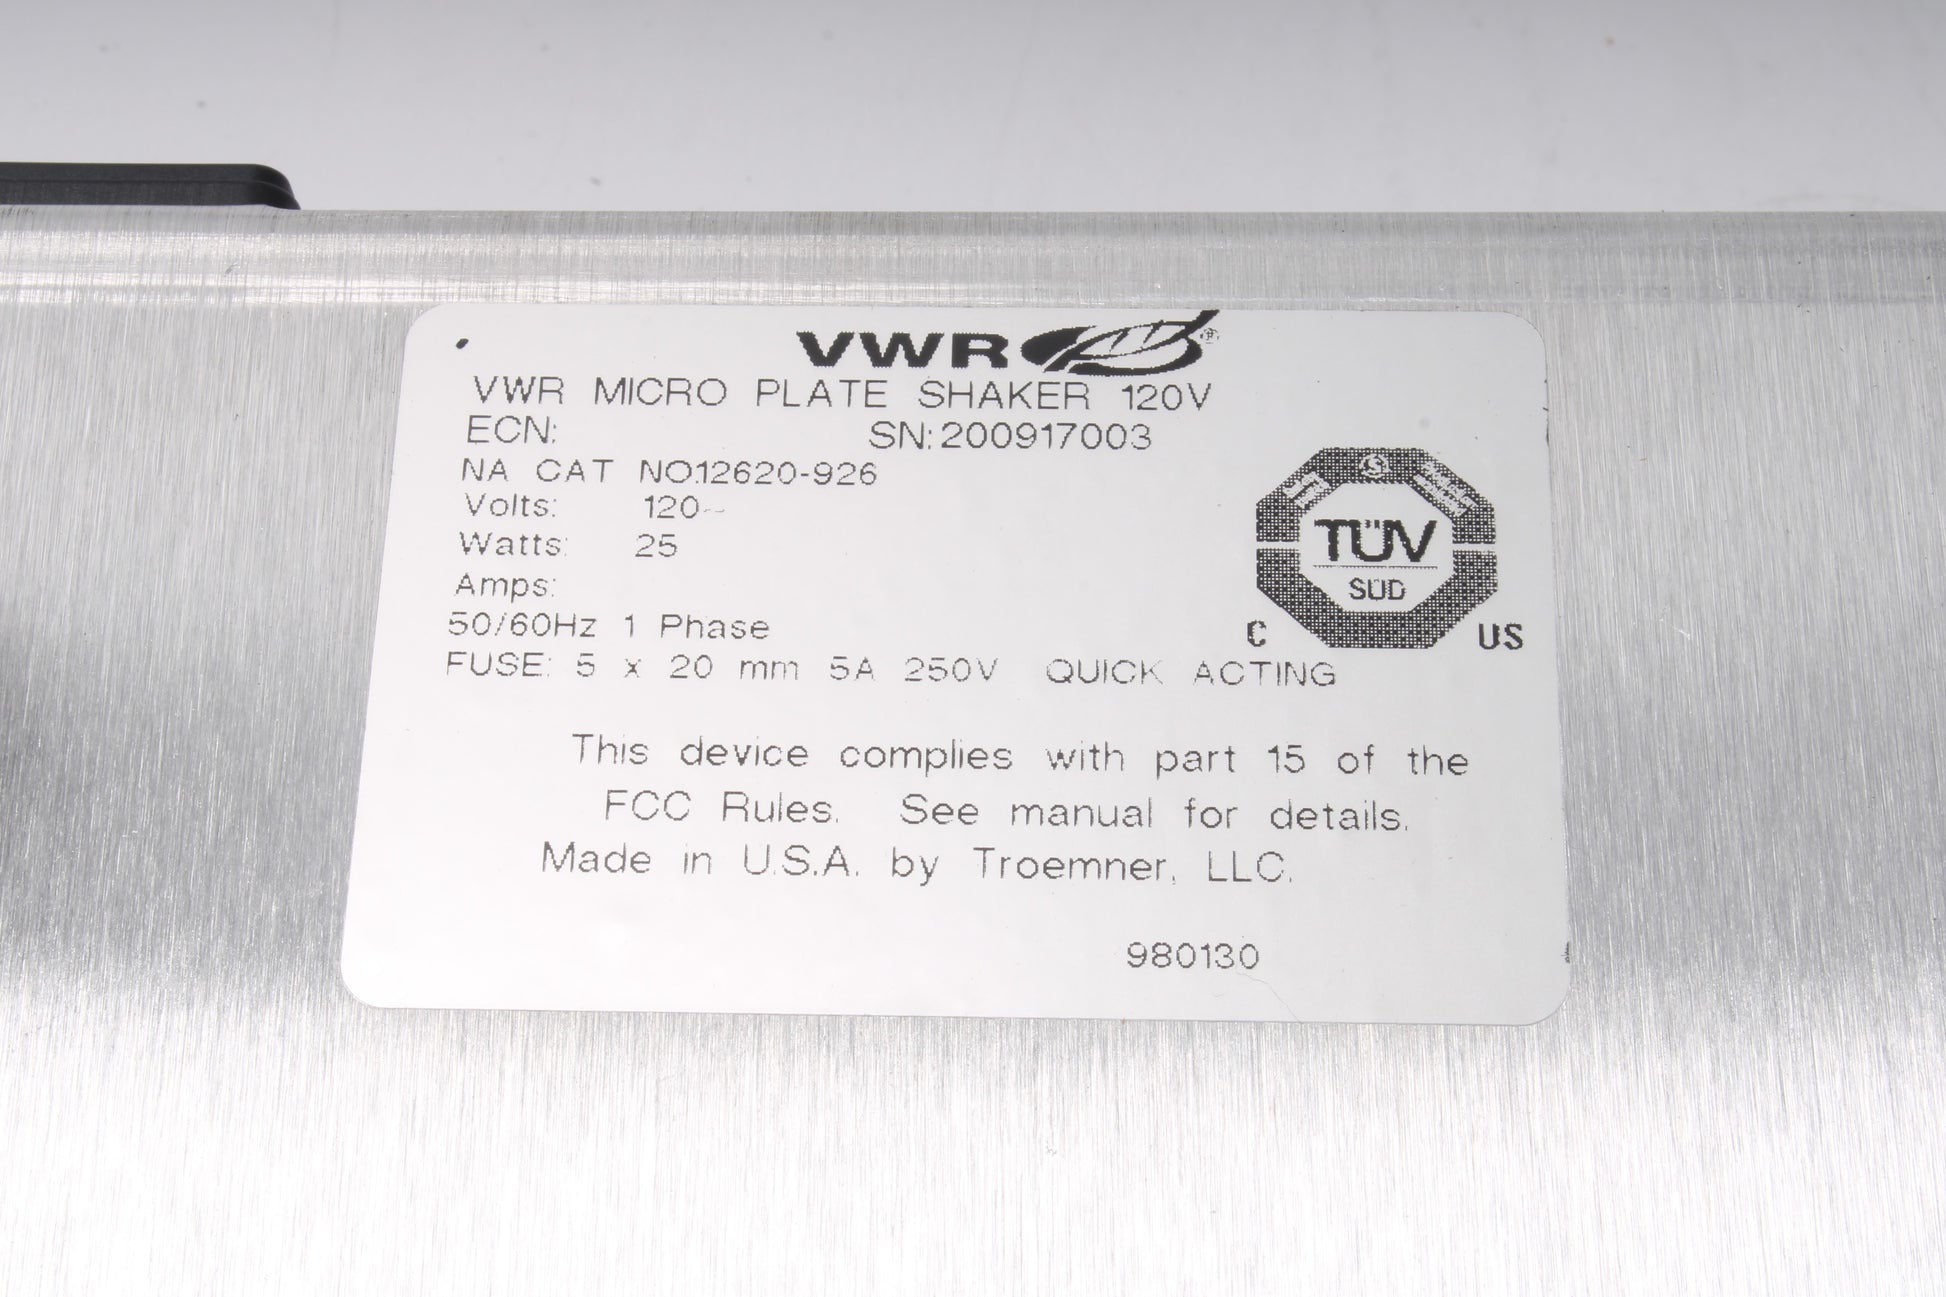 VWR ®
VWR MICRO PLATE SHAKER 120V
ECN: SN: 200917003
NA CAT NO.12620-926
Volts: 120~
Watts: 25
Amps:
50/60Hz 1 Phase
FUSE: 5 x 20 mm 5A 250V QUICK ACTING
TÜV
SÜD
C US
This device complies with part 15 of the
FCC Rules. See manual for details.
Made in U.S.A. by Troemner, LLC.
980130